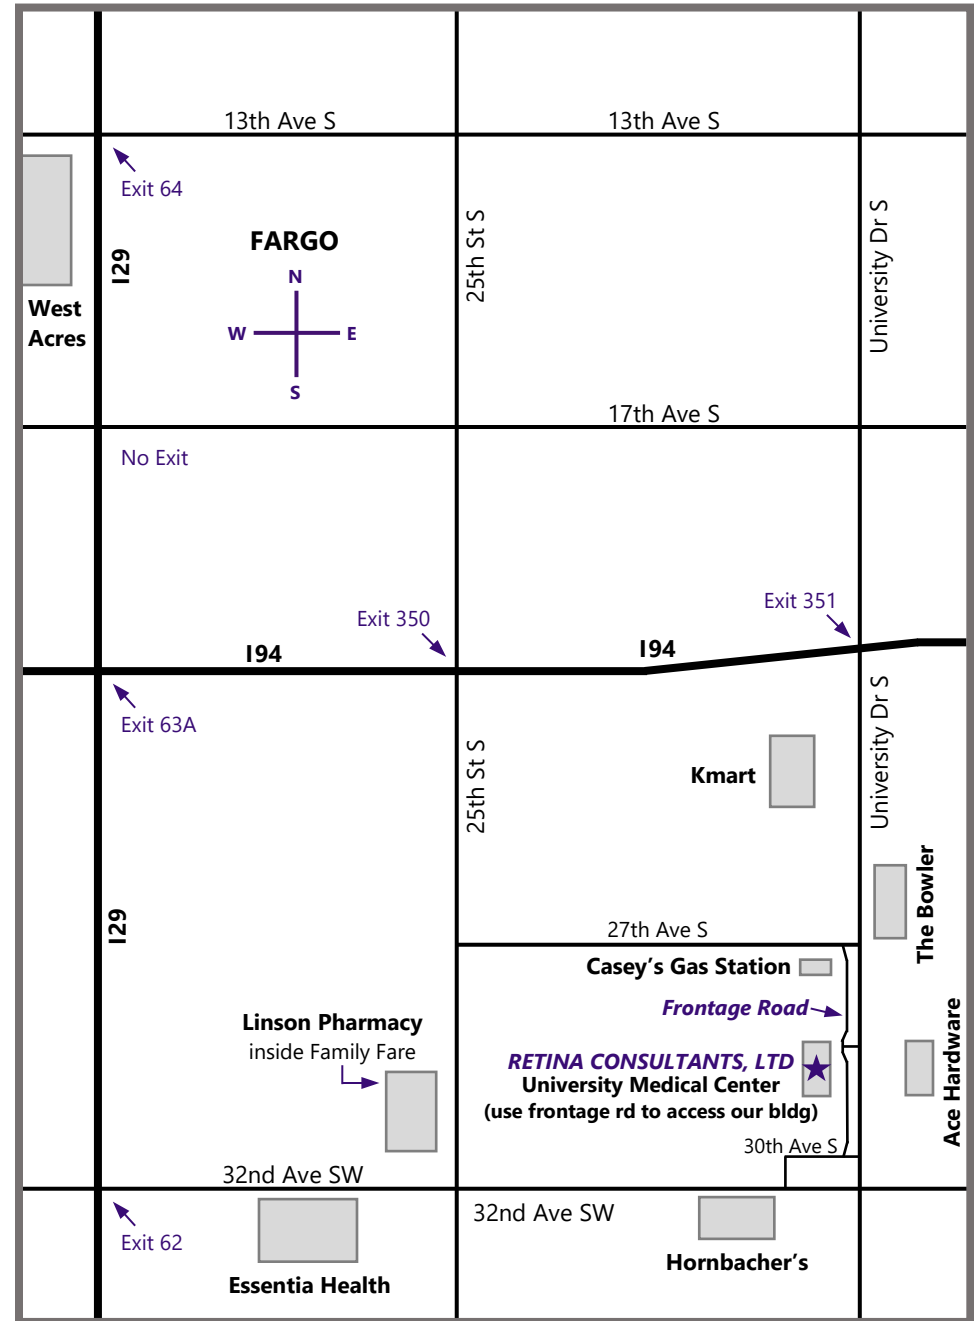 13th Ave S
13th Ave S
Exit 64
I29
FARGO
N
W
E
S
25th St S
University Dr S
West
Acres
17th Ave S
No Exit
Exit 351
Exit 350
I94
I94
Exit 63A
25th St S
University Dr S
Kmart
The Bowler
I29
27th Ave S
Casey's Gas Station
Frontage Road
Linson Pharmacy
inside Family Fare
RETINA CONSULTANTS, LTD
University Medical Center
(use frontage rd to access our bldg)
Ace Hardware
30th Ave S
32nd Ave SW
32nd Ave SW
Exit 62
Essentia Health
Hornbacher's